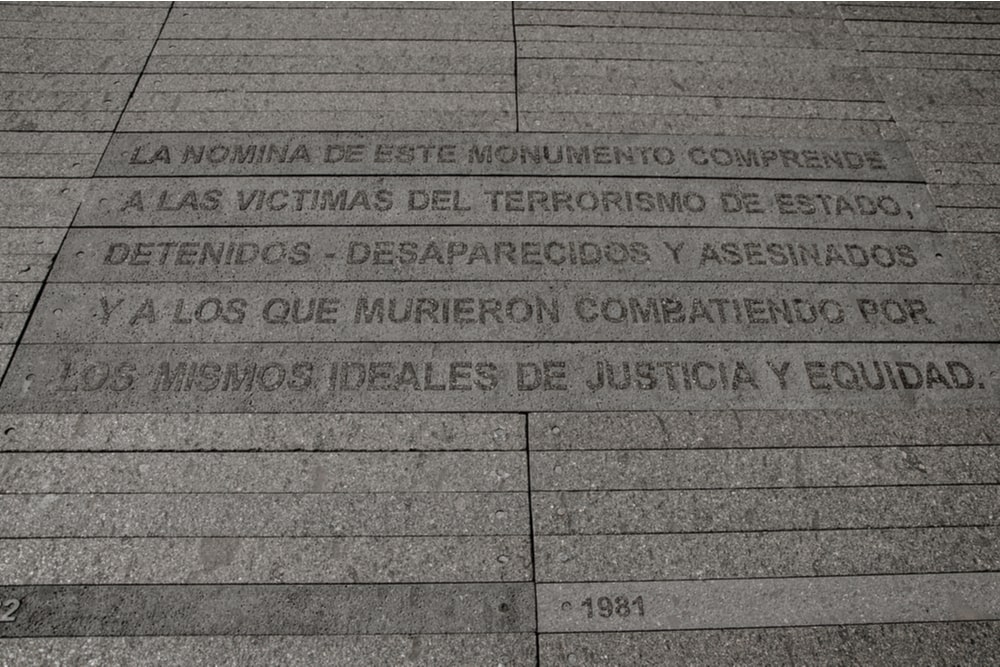 LA NOMINA DE ESTE MONUMENTO COMPRENDE
A LAS VICTIMAS DEL TERRORISMO DE ESTADO,
DETENIDOS - DESAPARECIDOS Y ASESINADOS
Y A LOS QUE MURIERON COMBATIENDO POR
LOS MISMOS IDEALES DE JUSTICIA Y EQUIDAD.
2
1981